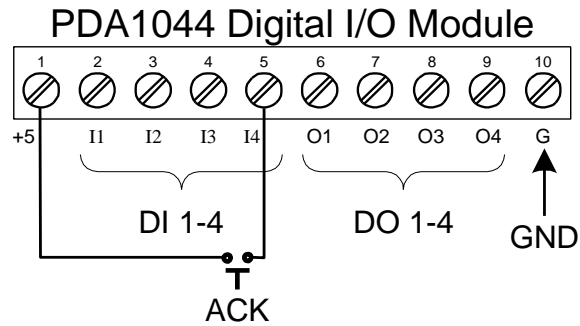 PDA1044 Digital I/O Module
1 2 3 4 5 6 7 8 9 10
+5 I1 I2 I3 I4 O1 O2 O3 O4 G
DI 1-4 DO 1-4 GND
ACK